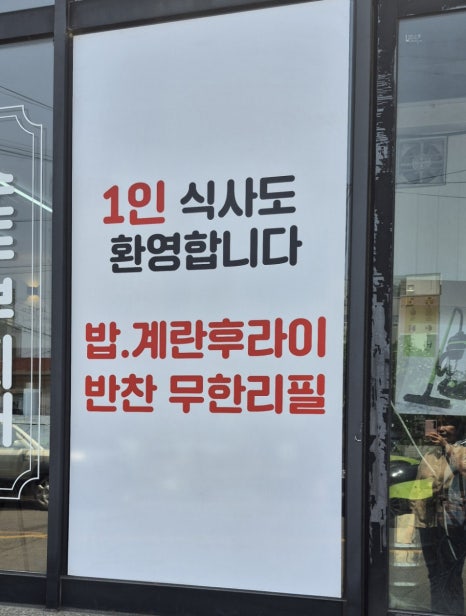 1인 식사도
환영합니다
밥.계란후라이
반찬 무한리필